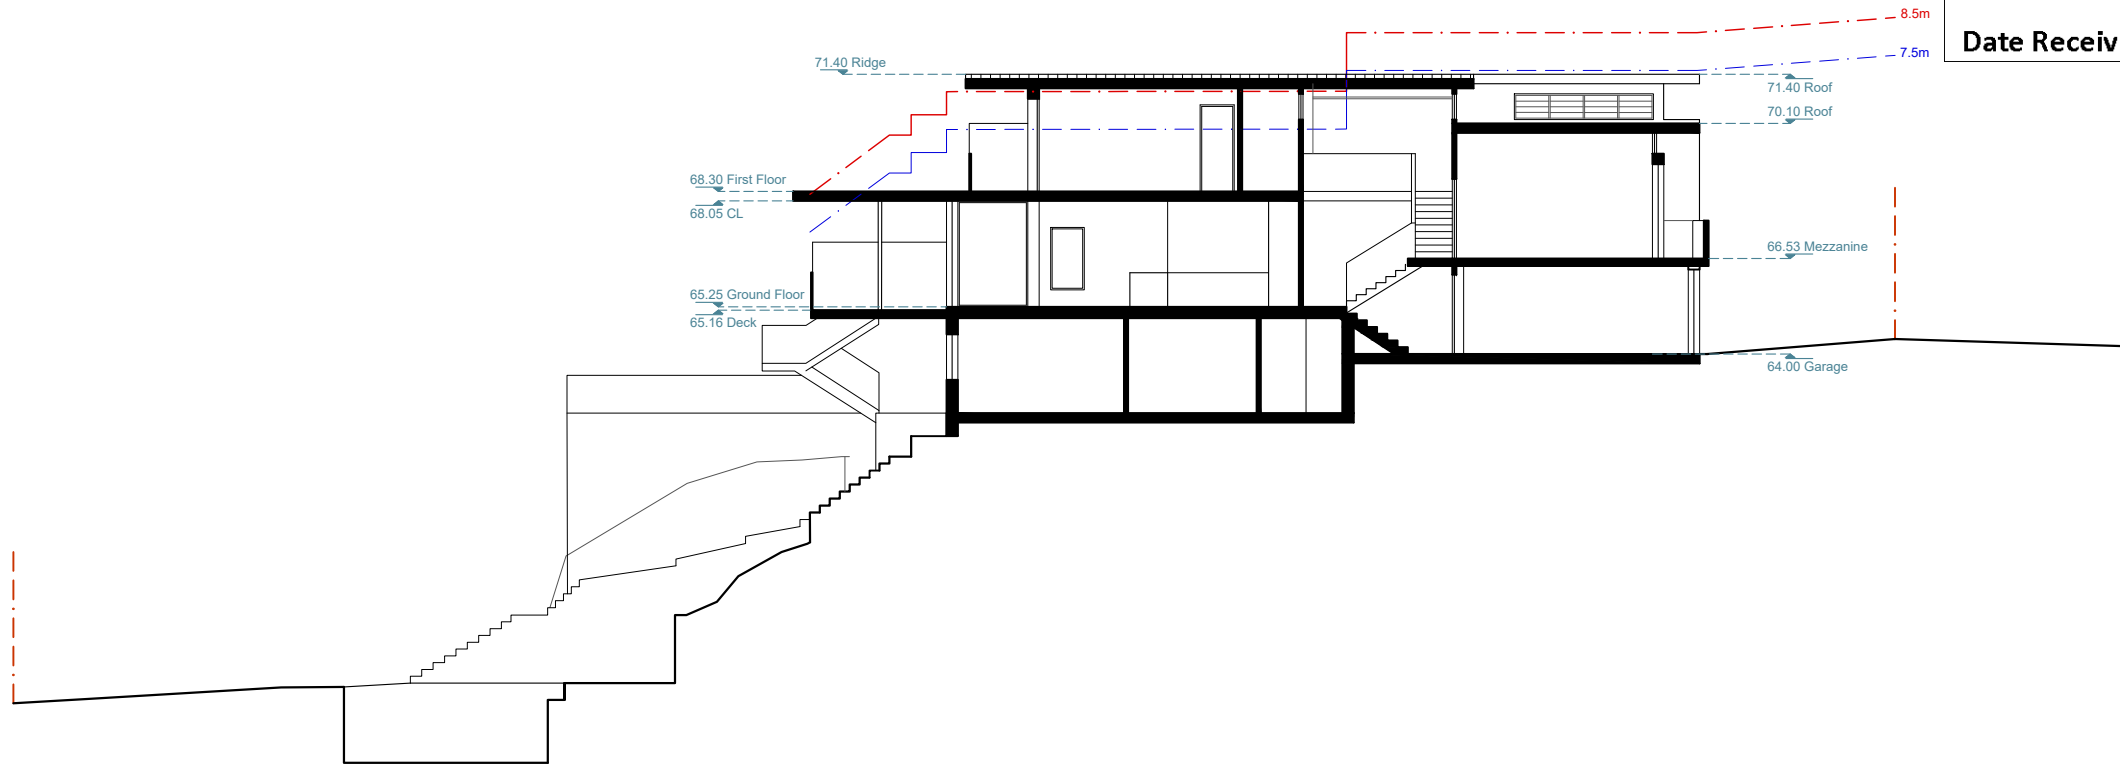 8.5m
Date Receiv
7.5m
71.40 Ridge
71.40 Roof
70.10 Roof
68.30 First Floor
68.05 CL
66.53 Mezzanine
65.25 Ground Floor
65.16 Deck
64.00 Garage